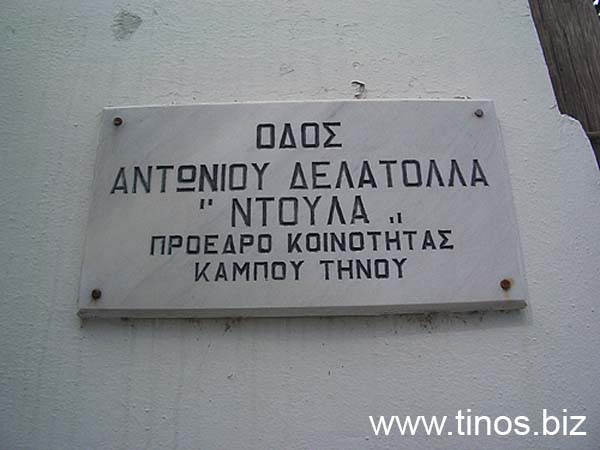 ΟΔΟΣ
ΑΝΤΩΝΙΟΥ ΔΕΛΑΤΟΛΛΑ
" ΝΤΟΥΛΑ „
ΠΡΟΕΔΡΟ ΚΟΙΝΟΤΗΤΑΣ
ΚΑΜΠΟΥ ΤΗΝΟΥ
www.tinos.biz